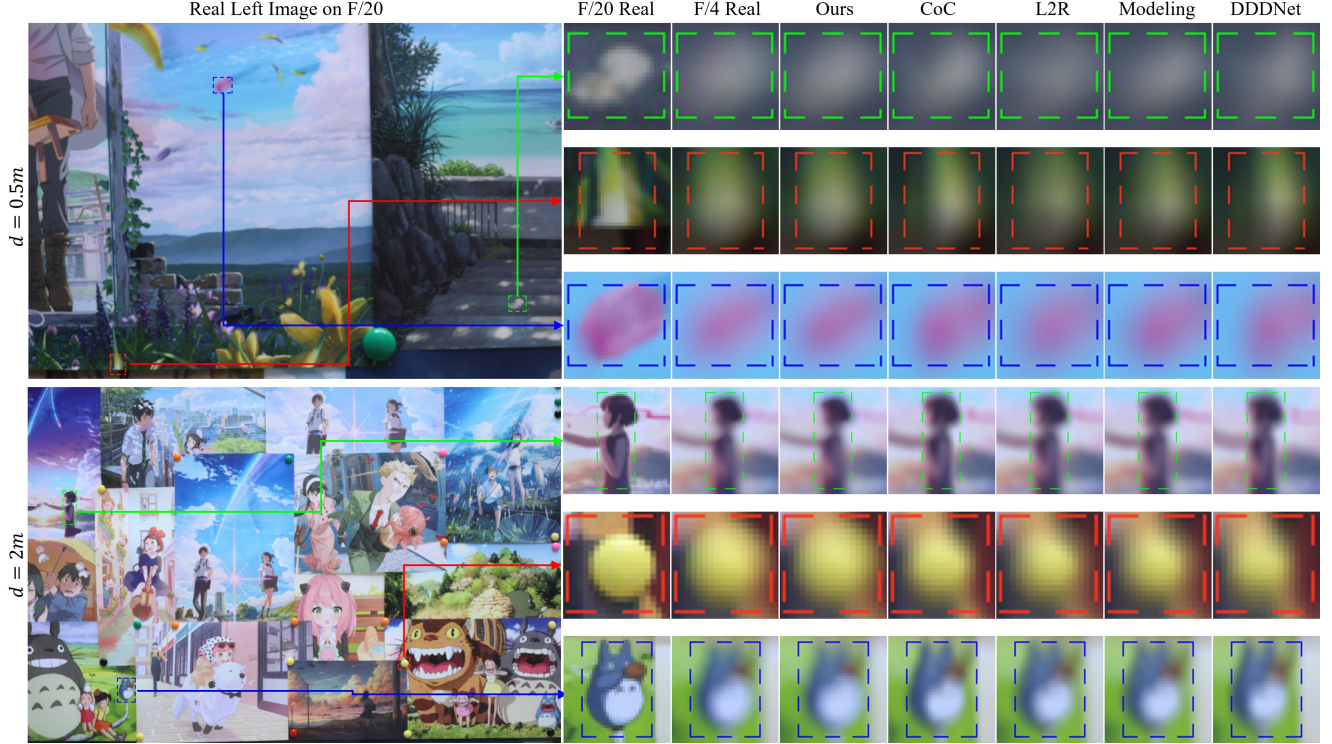 Real Left Image on F/20 F/20 Real F/4 Real Ours CoC L2R Modeling DDDNet
d = 0.5m
d = 2m